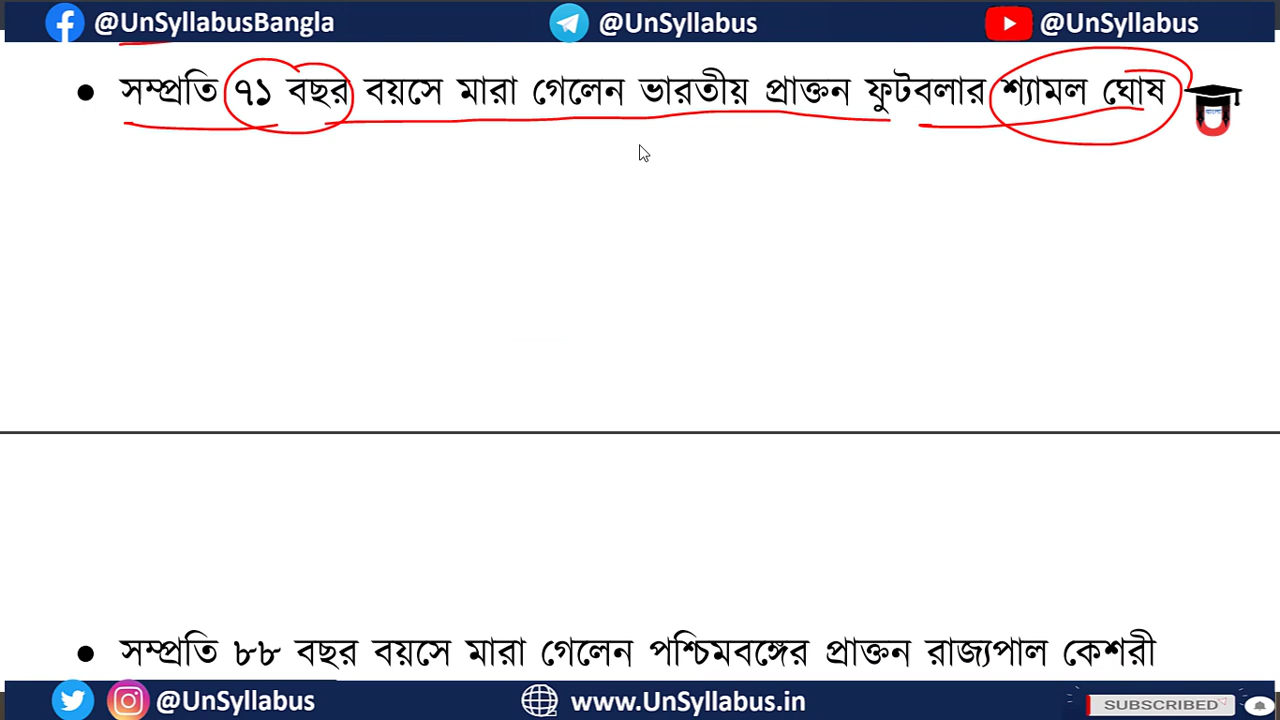 @UnSyllabusBangla @UnSyllabus @UnSyllabus
• সম্প্রতি ৭১ বছর বয়সে মারা গেলেন ভারতীয় প্রাক্তন ফুটবলার শ্যামল ঘোষ
• সম্প্রতি ৮৮ বছর বয়সে মারা গেলেন পশ্চিমবঙ্গের প্রাক্তন রাজ্যপাল কেশরী
@UnSyllabus www.UnSyllabus.in SUBSCRIBED